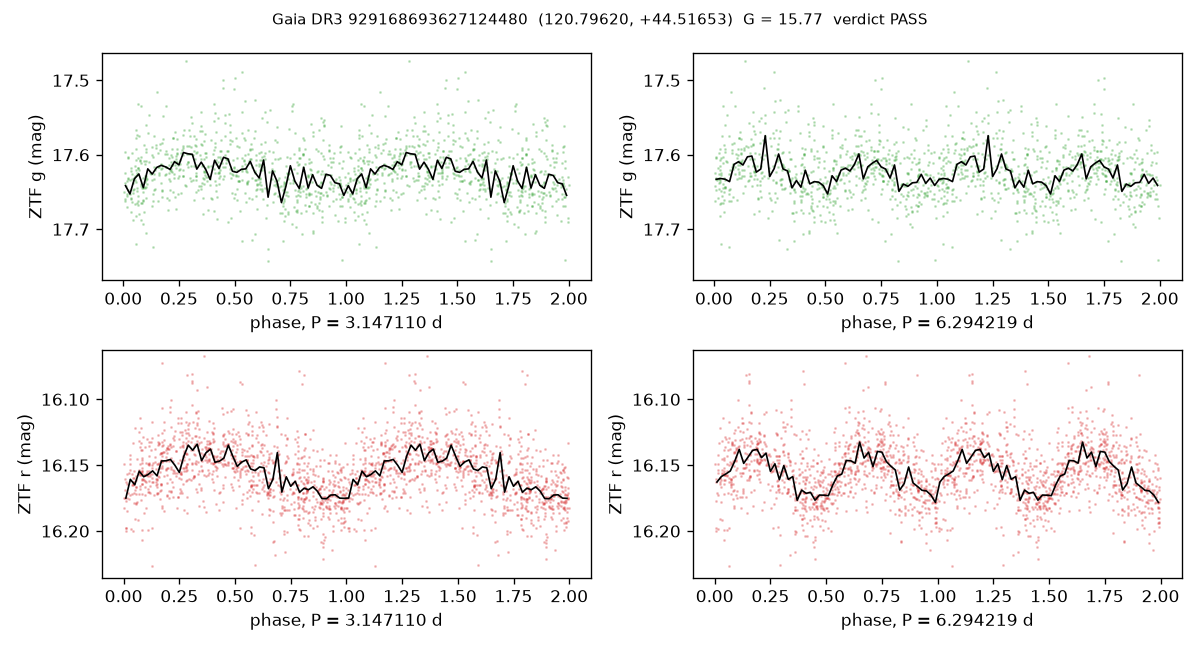 Gaia DR3 929168693627124480  (120.79620, +44.51653)  G = 15.77  verdict PASS
ZTF g (mag)
17.5
17.6
17.7
0.00 0.25 0.50 0.75 1.00 1.25 1.50 1.75 2.00
phase, P = 3.147110 d
ZTF g (mag)
17.5
17.6
17.7
0.00 0.25 0.50 0.75 1.00 1.25 1.50 1.75 2.00
phase, P = 6.294219 d
ZTF r (mag)
16.10
16.15
16.20
0.00 0.25 0.50 0.75 1.00 1.25 1.50 1.75 2.00
phase, P = 3.147110 d
ZTF r (mag)
16.10
16.15
16.20
0.00 0.25 0.50 0.75 1.00 1.25 1.50 1.75 2.00
phase, P = 6.294219 d